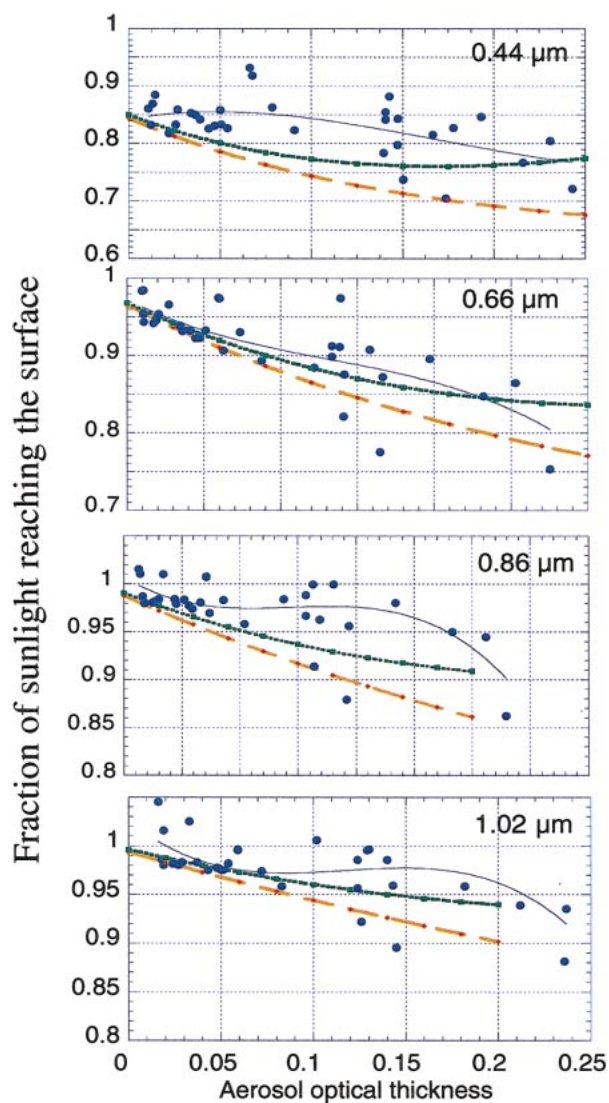 Fraction of sunlight reaching the surface
1
0.9
0.8
0.7
0.6
0.44 µm
1
0.9
0.8
0.7
0.66 µm
1
0.95
0.9
0.85
0.8
0.86 µm
1
0.95
0.9
0.85
0.8
1.02 µm
0 0.05 0.1 0.15 0.2 0.25
Aerosol optical thickness